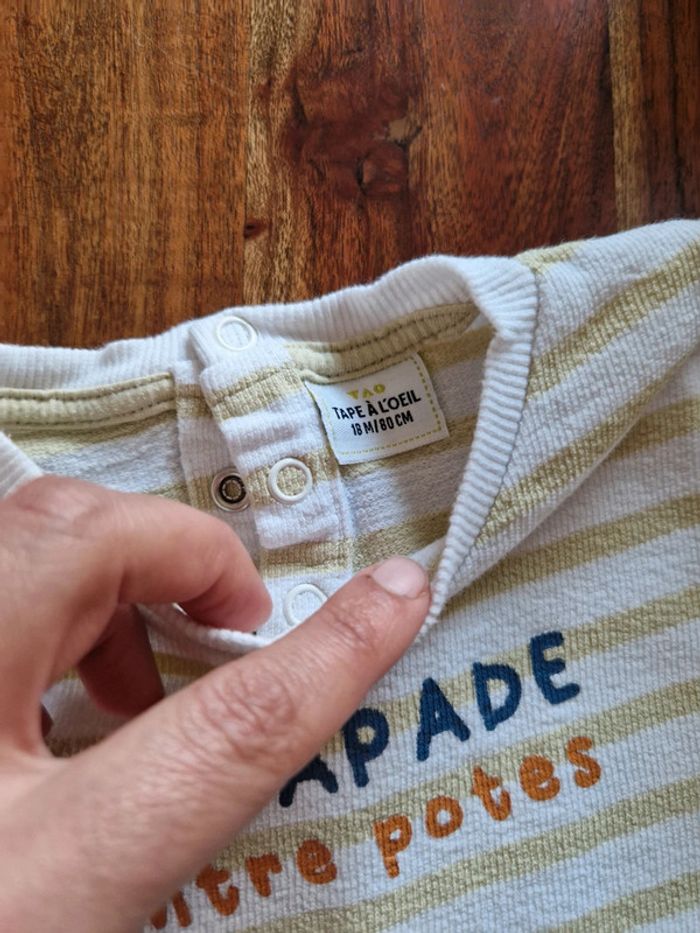 TAO
TAPE À L'OEIL
18 M/80 CM
APADE
ntre potes